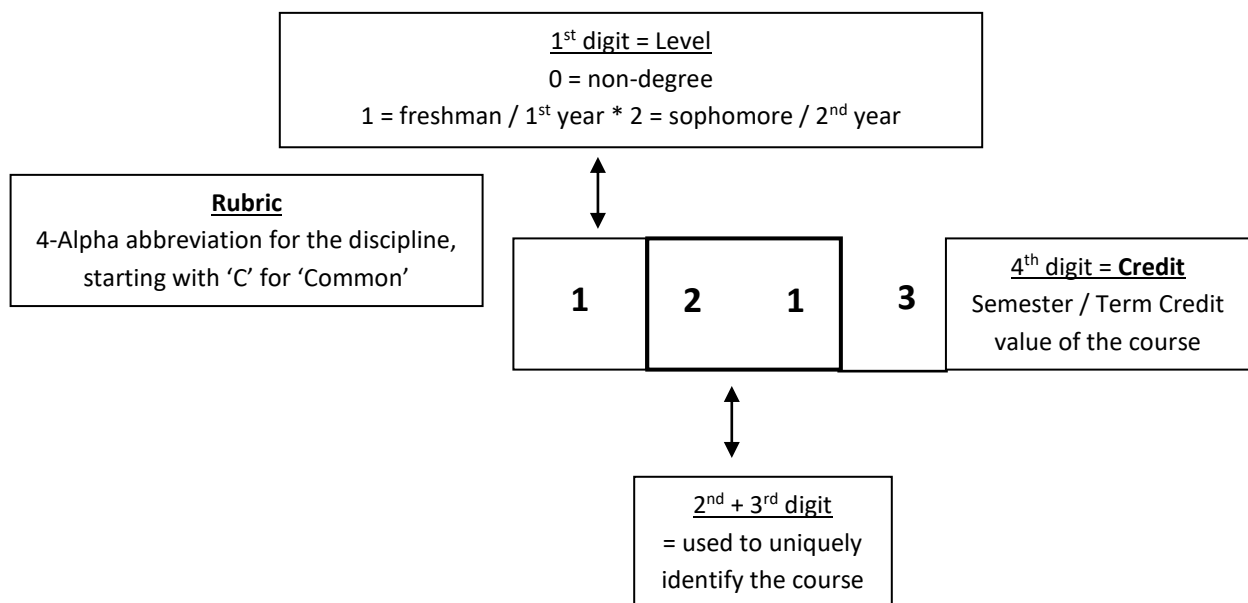 1st digit = Level
0 = non-degree
1 = freshman / 1st year * 2 = sophomore / 2nd year
Rubric
4-Alpha abbreviation for the discipline,
starting with ‘C’ for ‘Common’
1 2 1 3
4th digit = Credit
Semester / Term Credit
value of the course
2nd + 3rd digit
= used to uniquely
identify the course